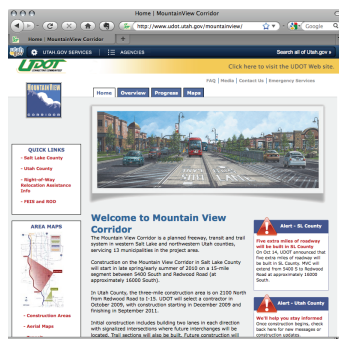 Home | MountainView Corridor
http://www.udot.utah.gov/mountainview/
Google
Home | MountainView Corridor
UTAH.GOV SERVICES
AGENCIES
Search all of Utah.gov »
UDOT
Click here to visit the UDOT Web site.
FAQ | Media | Contact Us | Emergency Services
MOUNTAIN VIEW
CORRIDOR
Home
Overview
Progress
Maps
QUICK LINKS
- Salt Lake County
- Utah County
- Right-of-Way
Relocation Assistance
Info
- FEIS and ROD
AREA MAPS
- Construction Areas
- Aerial Maps
Welcome to Mountain View
Corridor
The Mountain View Corridor is a planned freeway, transit and trail
system in western Salt Lake and northwestern Utah counties,
servicing 13 municipalities in the project area.
Construction on the Mountain View Corridor in Salt Lake County
will start in late spring/early summer of 2010 on a 15-mile
segment between 5400 South and Redwood Road (at
approximately 16000 South).
In Utah County, the three-mile construction area is on 2100 North
from Redwood Road to I-15. UDOT will select a contractor in
October 2009, with construction starting in December 2009 and
finishing in September 2011.
Initial construction includes building two lanes in each direction
with signalized intersections where future interchanges will be
located. Trail sections will also be built. Future construction will
Alert - SL County
Five extra miles of roadway
will be built in SL County
On Oct. 14, UDOT announced that
five extra miles of roadway will
be built in SL County. MVC will
extend from 5400 S to Redwood
Road at approximately 16000
South.
Alert - Utah County
We'll help you stay informed
Once construction begins, check
back here for new messages or
construction updates.